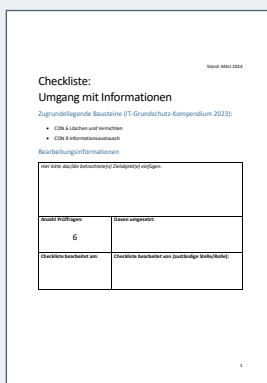 Stand: März 2024
Checkliste:
Umgang mit Informationen
Zugrundeliegende Bausteine (IT-Grundschutz-Kompendium 2023):
• CON.6 Löschen und Vernichten
• CON.9 Informationsaustausch
Bearbeitungsinformationen
Hier bitte das/die betrachtete(n) Zielobjekt(e) einfügen.
Anzahl Prüffragen: Davon umgesetzt:
6
Checkliste bearbeitet am: Checkliste bearbeitet von (zuständige Stelle/Rolle):
1